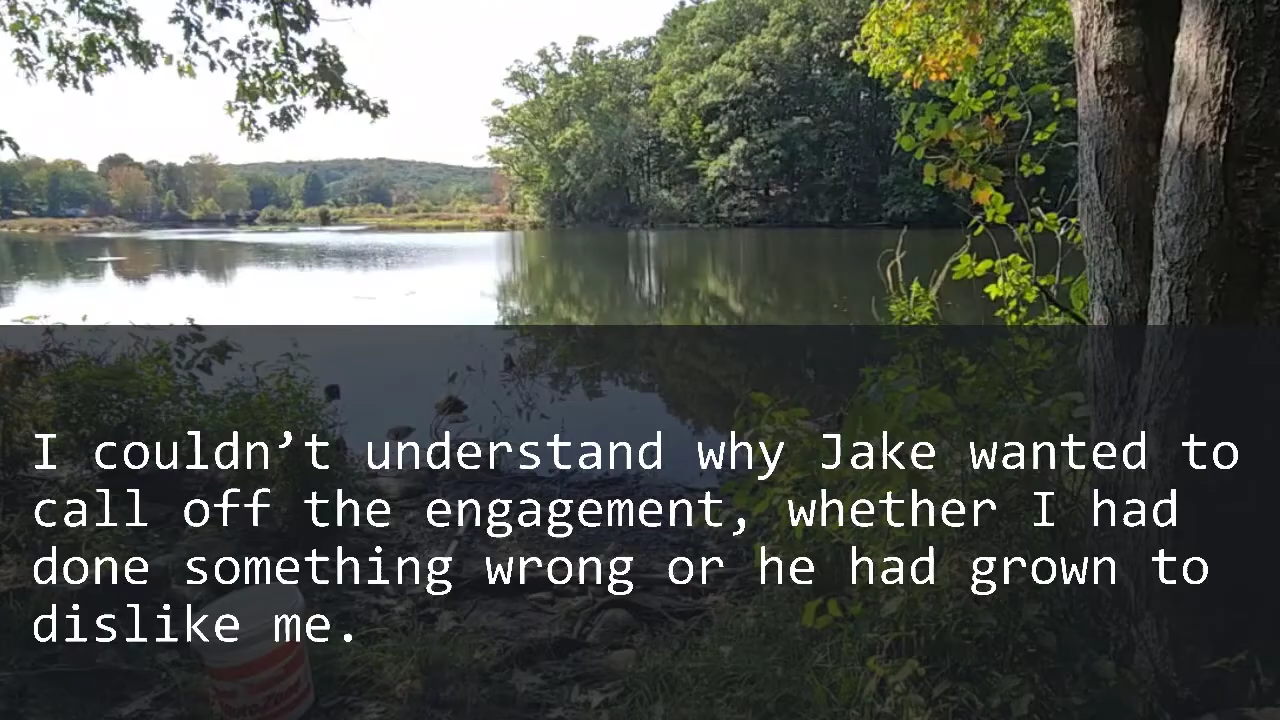 I couldn’t understand why Jake wanted to
call off the engagement, whether I had
done something wrong or he had grown to
dislike me.